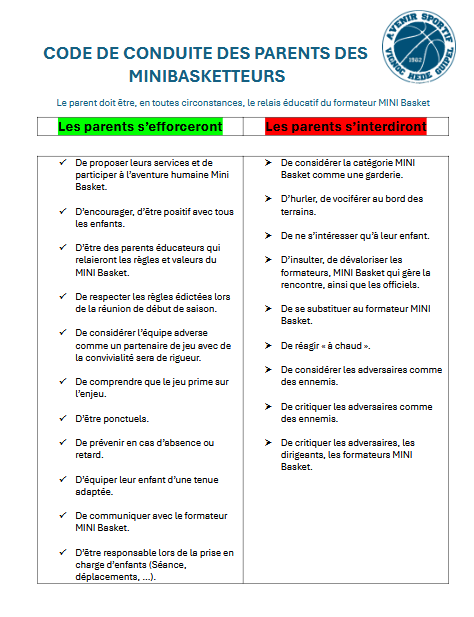 AVENIR SPORTIF
VIGNOC HEDE GUIPEL
CODE DE CONDUITE DES PARENTS DES
MINIBASKETTEURS
Le parent doit être, en toutes circonstances, le relais éducatif du formateur MINI Basket
Les parents s'efforceront
Les parents s'interdiront
✓ De proposer leurs services et de
participer à l'aventure humaine Mini
Basket.
✓ D'encourager, d'être positif avec tous
les enfants.
✓ D'être des parents éducateurs qui
relaieront les règles et valeurs du
MINI Basket.
✓ De respecter les règles édictées lors
de la réunion de début de saison.
✓ De considérer l'équipe adverse
comme un partenaire de jeu avec de
la convivialité sera de rigueur.
✓ De comprendre que le jeu prime sur
l'enjeu.
✓ D'être ponctuels.
✓ De prévenir en cas d'absence ou
retard.
✓ D'équiper leur enfant d'une tenue
adaptée.
✓ De communiquer avec le formateur
MINI Basket.
✓ D'être responsable lors de la prise en
charge d'enfants (Séance,
déplacements, ...).
➤ De considérer la catégorie MINI
Basket comme une garderie.
➤ D'hurler, de vociférer au bord des
terrains.
➤ De ne s'intéresser qu'à leur enfant.
➤ D'insulter, de dévaloriser les
formateurs, MINI Basket qui gère la
rencontre, ainsi que les officiels.
➤ De se substituer au formateur MINI
Basket.
➤ De réagir « à chaud ».
➤ De considérer les adversaires comme
des ennemis.
➤ De critiquer les adversaires comme
des ennemis.
➤ De critiquer les adversaires, les
dirigeants, les formateurs MINI
Basket.